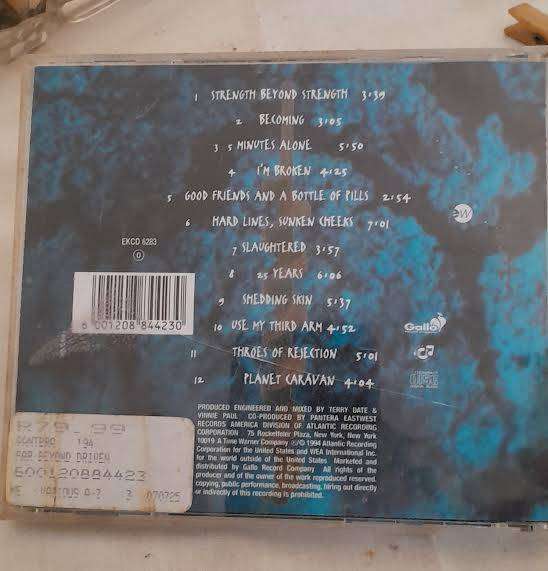 1 STRENGTH BEYOND STRENGTH 3:39
2 BECOMING 3:05
3 5 MINUTES ALONE 5:50
4 I'M BROKEN 4:25
5 GOOD FRIENDS AND A BOTTLE OF PILLS 2:54
6 HARD LINES, SUNKEN CHEEKS 7:01
7 SLAUGHTERED 3:57
8 25 YEARS 6:06
9 SHEDDING SKIN 5:37
10 USE MY THIRD ARM 4:52
11 THROES OF REJECTION 5:01
12 PLANET CARAVAN 4:04
EKCD 6283
6 001208 844230
Gallo
PRODUCED ENGINEERED AND MIXED BY TERRY DATE &
VINNIE PAUL CO-PRODUCED BY PANTERA EASTWEST
RECORDS AMERICA DIVISION OF ATLANTIC RECORDING
CORPORATION 75 Rockefeller Plaza, New York, New York
10019 A Time Warner Company ℗/© 1994 Atlantic Recording
Corporation for the United States and WEA International Inc.
for the world outside of the United States Marketed and
distributed by Gallo Record Company All rights of the
producer and of the owner of the work reproduced reserved.
copying, public performance, broadcasting, hiring out directly
or indirectly of this recording is prohibited.
R79.99
194
FAR BEYOND DRIVEN
600120884423
VARIOUS 3 070725